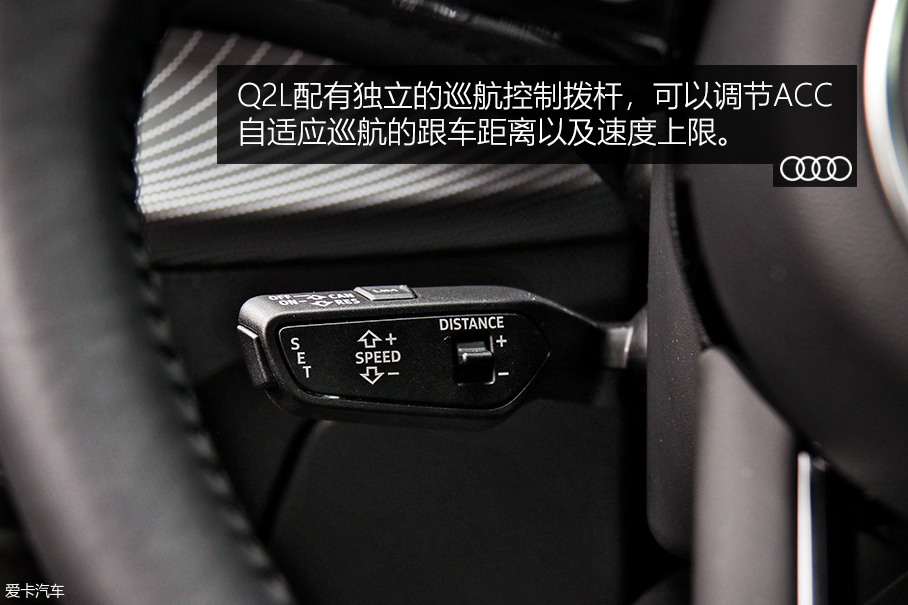 Q2L配有独立的巡航控制拨杆，可以调节ACC
自适应巡航的跟车距离以及速度上限。
OFF CAN
ON RES
LIM
DISTANCE
SET
+
SPEED
−
+
−
爱卡汽车